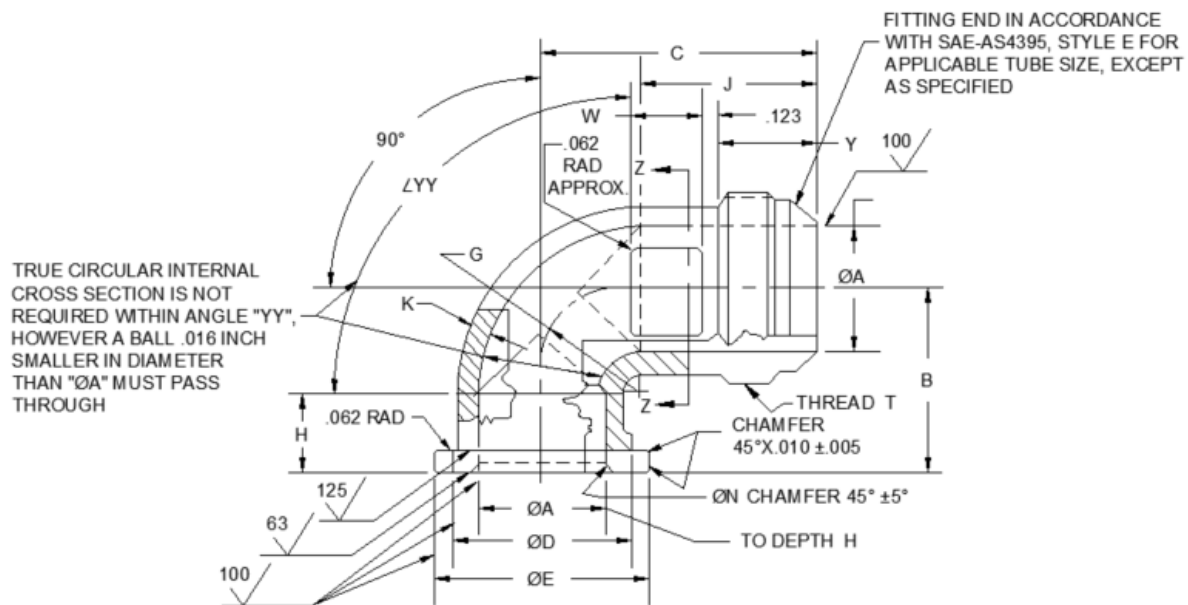 FITTING END IN ACCORDANCE
WITH SAE-AS4395, STYLE E FOR
APPLICABLE TUBE SIZE, EXCEPT
AS SPECIFIED
C
J
W
.123
Y
100
90°
∠YY
.062
RAD
APPROX.
Z
G
ØA
TRUE CIRCULAR INTERNAL
CROSS SECTION IS NOT
REQUIRED WITHIN ANGLE "YY",
HOWEVER A BALL .016 INCH
SMALLER IN DIAMETER
THAN "ØA" MUST PASS
THROUGH
K
B
Z
THREAD T
.062 RAD
H
CHAMFER
45°X.010 ±.005
125
ØN CHAMFER 45° ±5°
63
ØA
TO DEPTH H
ØD
100
ØE